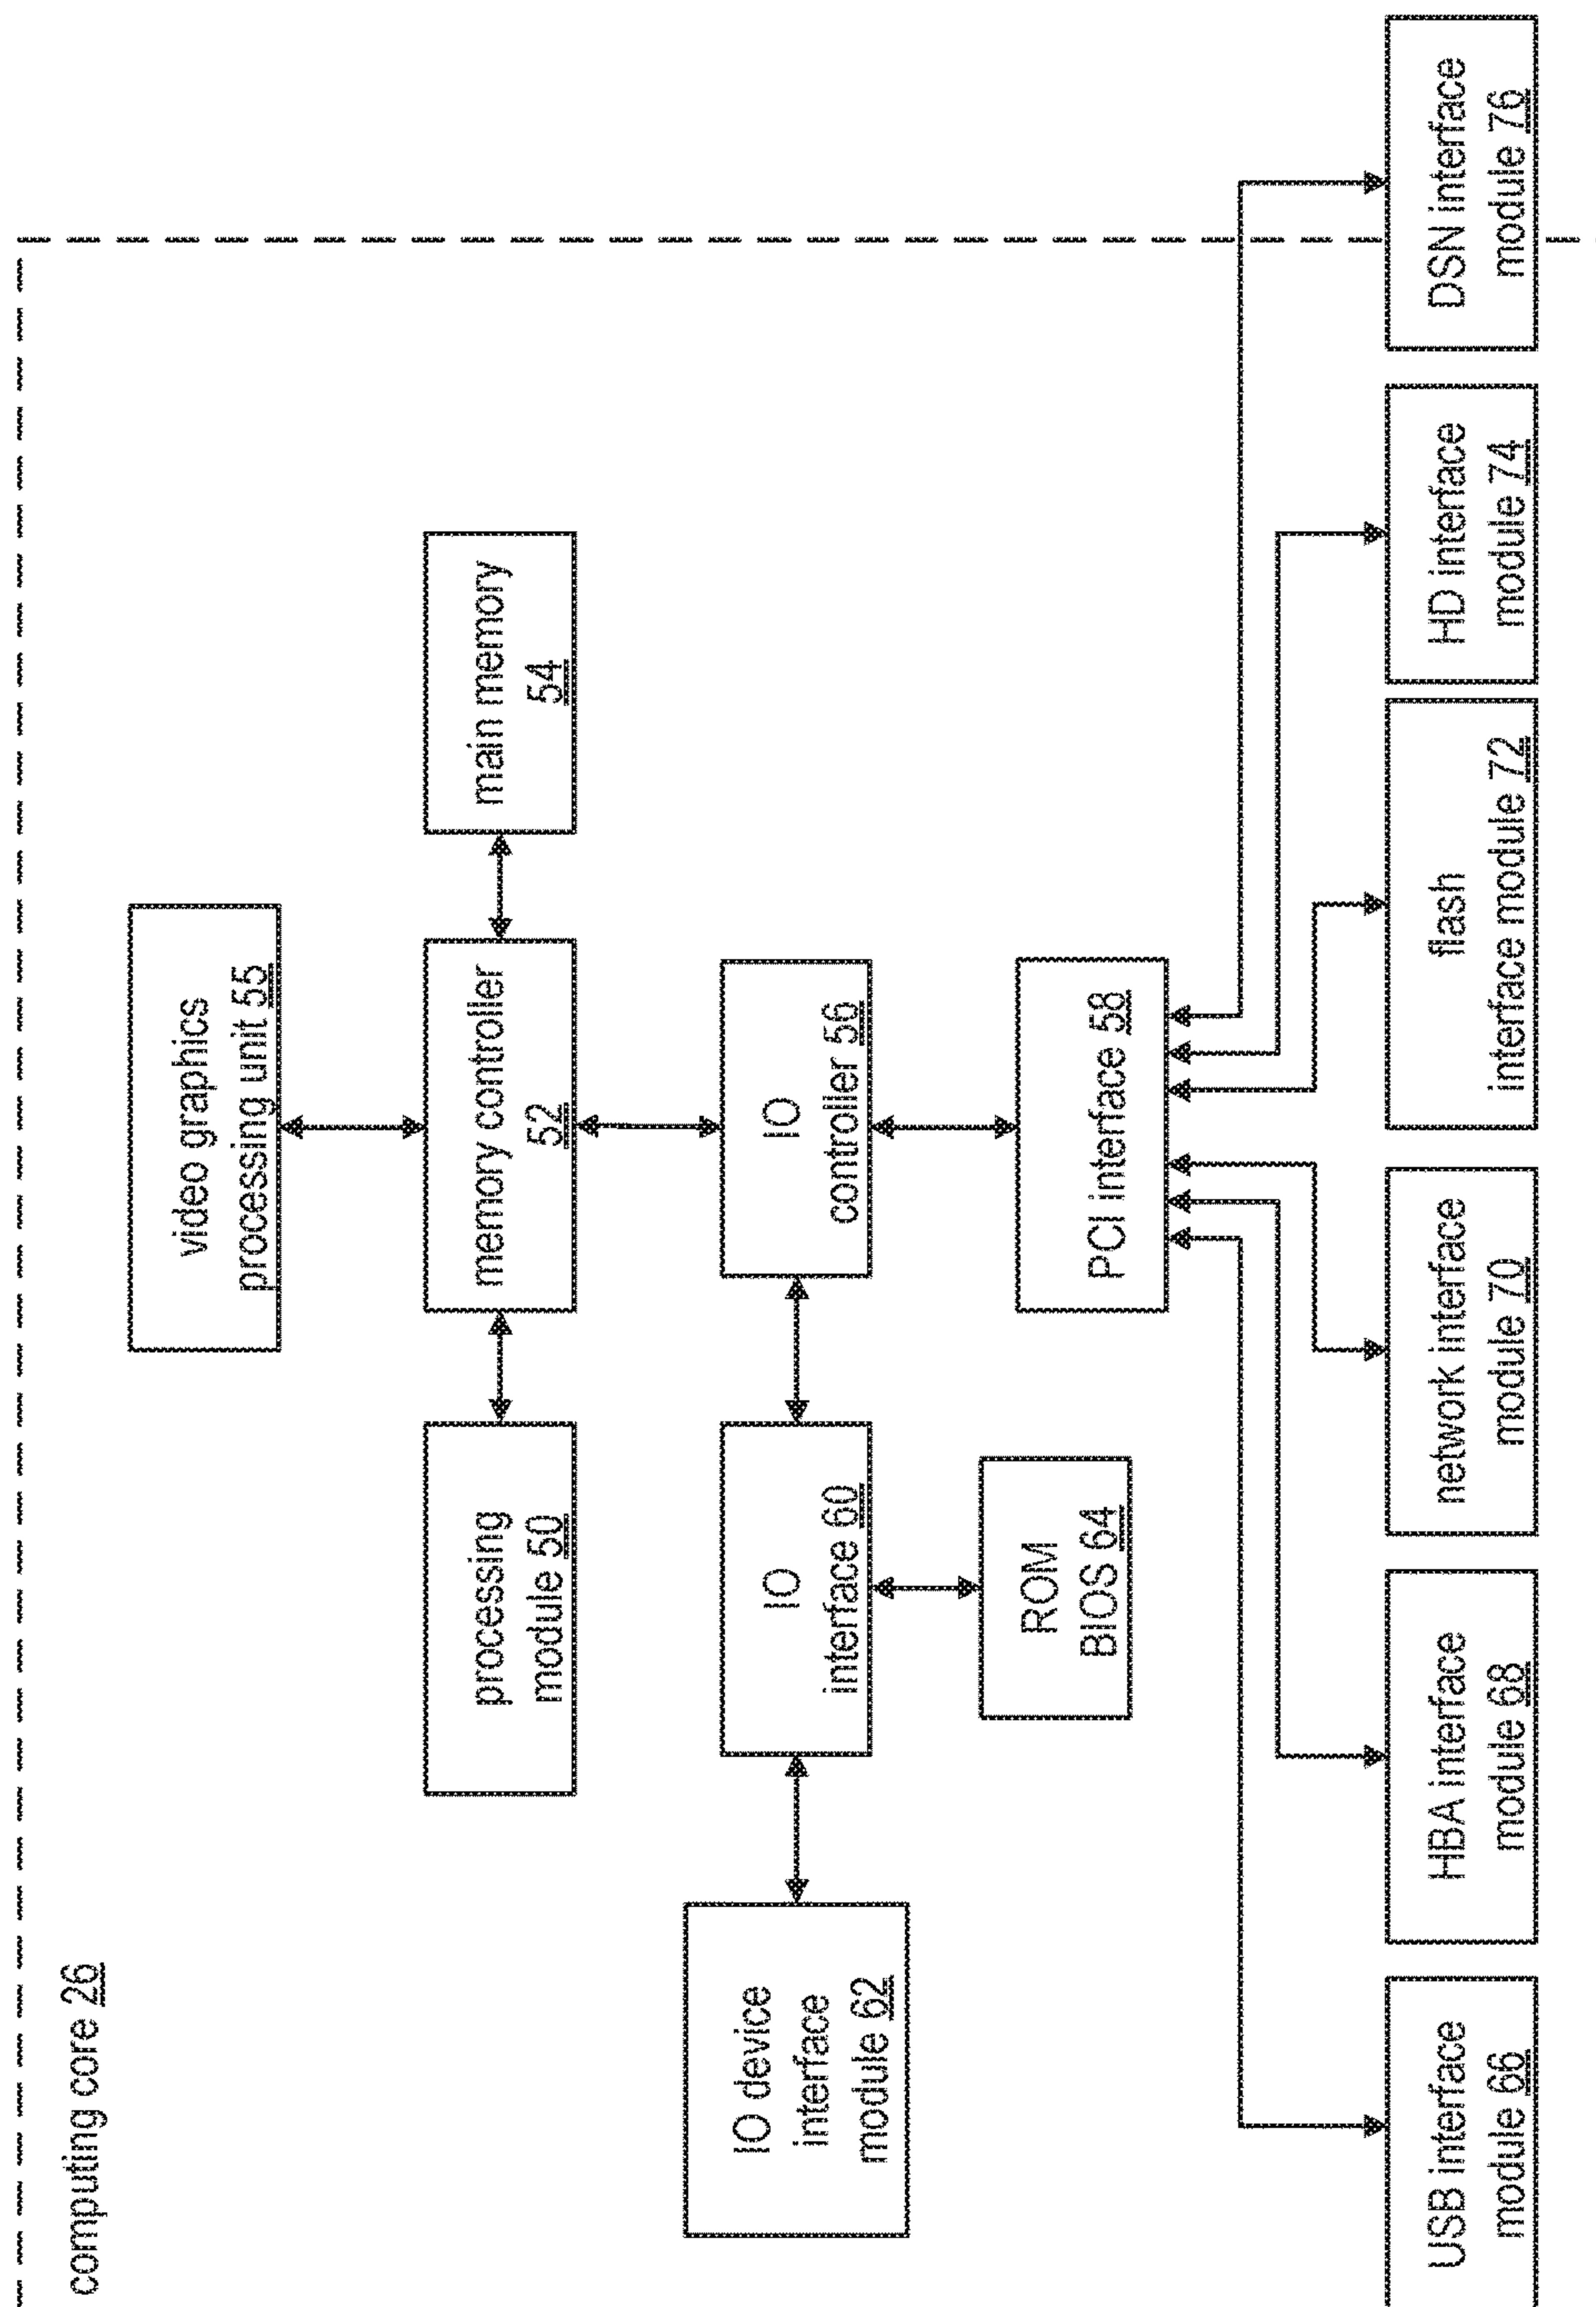 computing core 26
video graphics
processing unit 55
processing
module 50
memory controller
52
main memory
54
IO device
interface
module 62
IO
interface 60
IO
controller 56
ROM
BIOS 64
PCI interface 58
USB interface
module 66
HBA interface
module 68
network interface
module 70
flash
interface module 72
HD interface
module 74
DSN interface
module 76